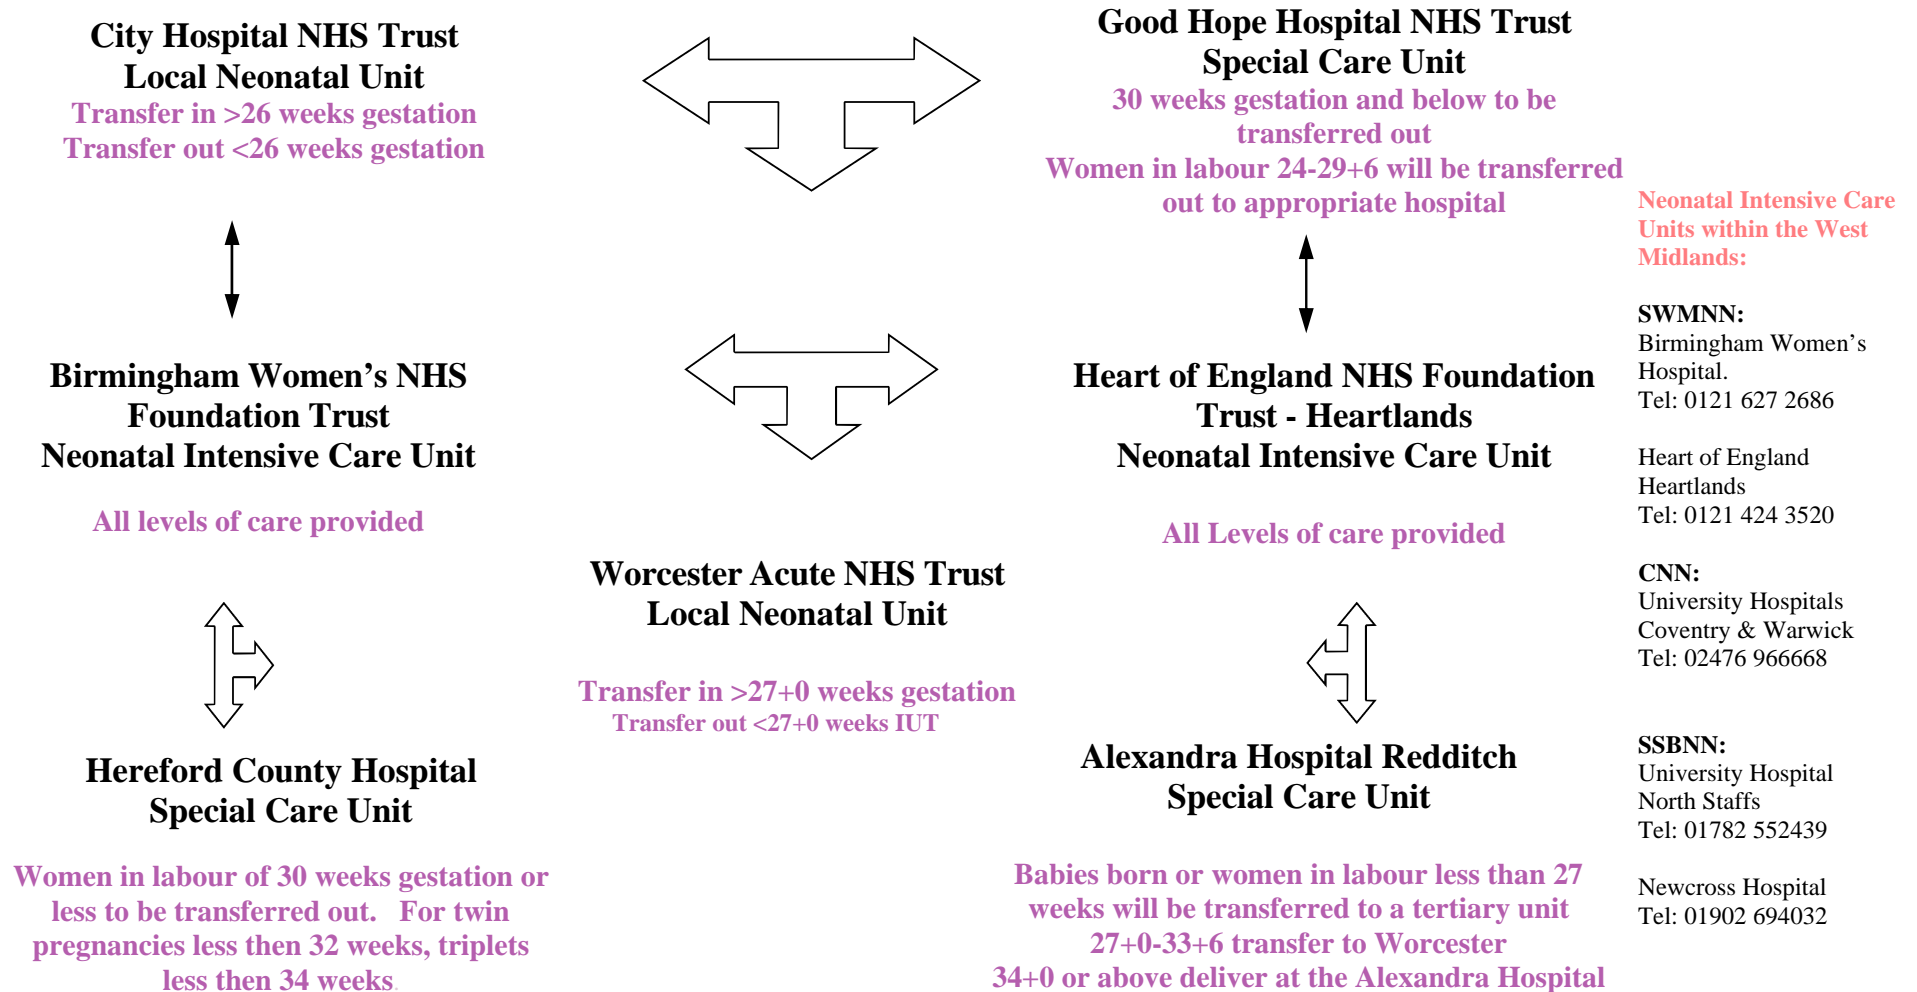 City Hospital NHS Trust
Local Neonatal Unit
Transfer in >26 weeks gestation
Transfer out <26 weeks gestation
Good Hope Hospital NHS Trust
Special Care Unit
30 weeks gestation and below to be
transferred out
Women in labour 24-29+6 will be transferred
out to appropriate hospital
Birmingham Women’s NHS
Foundation Trust
Neonatal Intensive Care Unit
All levels of care provided
Heart of England NHS Foundation
Trust - Heartlands
Neonatal Intensive Care Unit
All Levels of care provided
Worcester Acute NHS Trust
Local Neonatal Unit
Transfer in >27+0 weeks gestation
Transfer out <27+0 weeks IUT
Hereford County Hospital
Special Care Unit
Women in labour of 30 weeks gestation or
less to be transferred out. For twin
pregnancies less then 32 weeks, triplets
less then 34 weeks.
Alexandra Hospital Redditch
Special Care Unit
Babies born or women in labour less than 27
weeks will be transferred to a tertiary unit
27+0-33+6 transfer to Worcester
34+0 or above deliver at the Alexandra Hospital
Neonatal Intensive Care
Units within the West
Midlands:
SWMNN:
Birmingham Women’s
Hospital.
Tel: 0121 627 2686
Heart of England
Heartlands
Tel: 0121 424 3520
CNN:
University Hospitals
Coventry & Warwick
Tel: 02476 966668
SSBNN:
University Hospital
North Staffs
Tel: 01782 552439
Newcross Hospital
Tel: 01902 694032